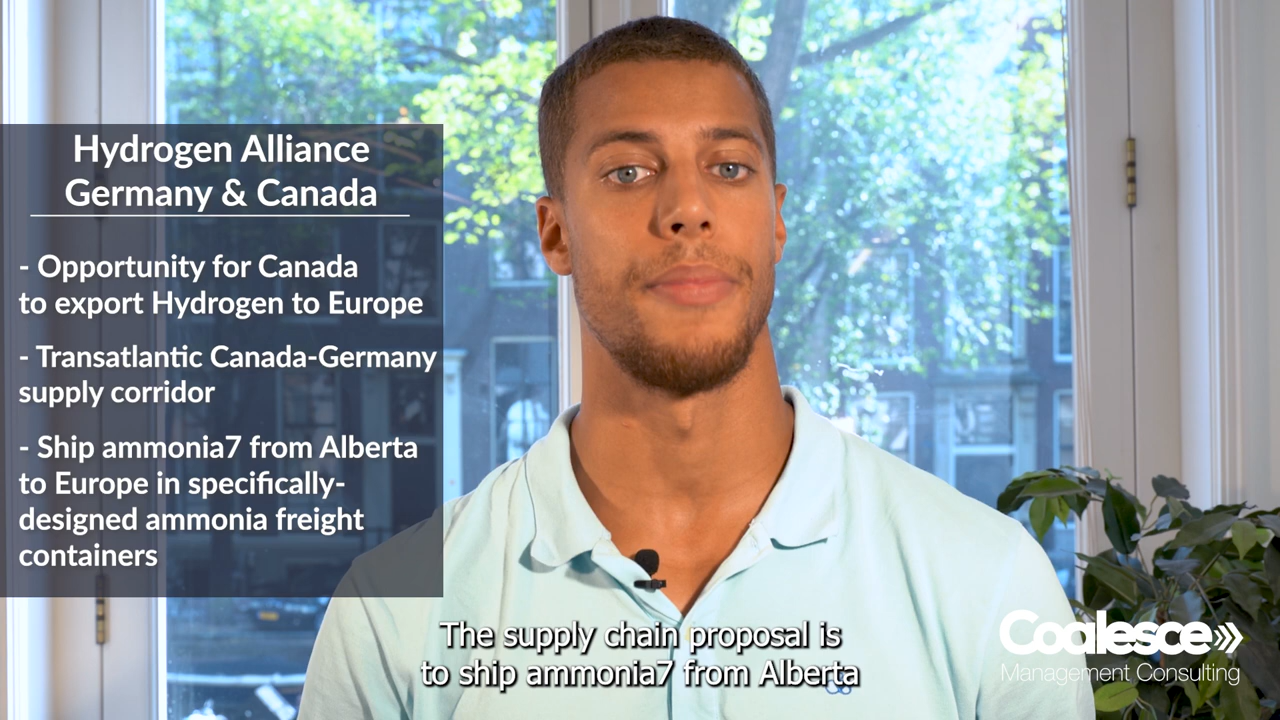 Hydrogen Alliance
Germany & Canada
- Opportunity for Canada
to export Hydrogen to Europe
- Transatlantic Canada-Germany
supply corridor
- Ship ammonia7 from Alberta
to Europe in specifically-
designed ammonia freight
containers
The supply chain proposal is
to ship ammonia7 from Alberta
Coalesce
Management Consulting